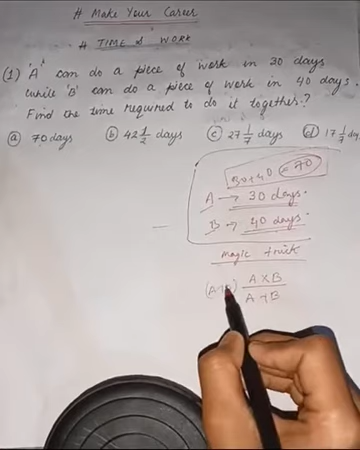 # Make Your Career
# TIME & WORK
(1) 'A' can do a piece of work in 30 days
while 'B' can do a piece of work in 40 days.
Find the time required to do it together.?
(a) 70 days (b) 42 1/2 days (c) 27 1/7 days (d) 17 1/7 day
30+40 = 70
A → 30 days.
B → 40 days.
magic trick
A × B
A + B